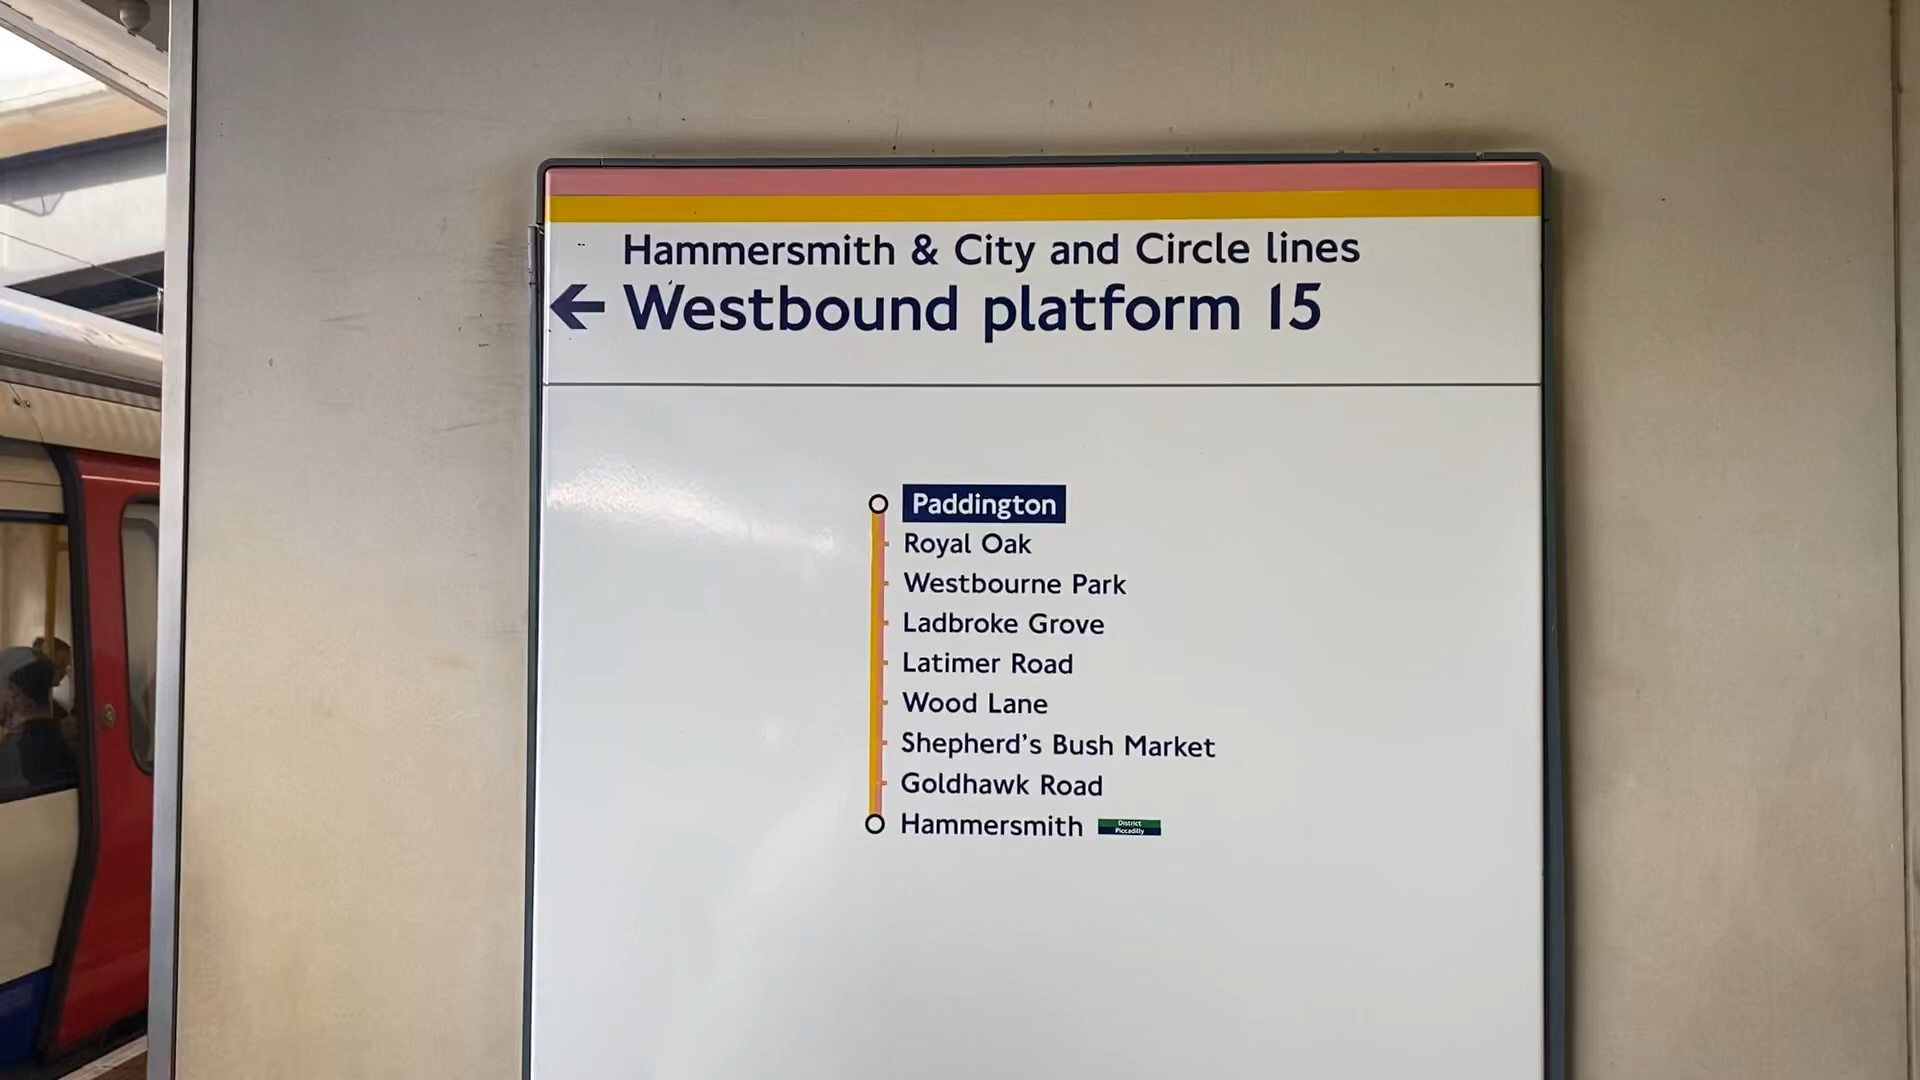 Hammersmith & City and Circle lines
← Westbound platform 15
Paddington
Royal Oak
Westbourne Park
Ladbroke Grove
Latimer Road
Wood Lane
Shepherd's Bush Market
Goldhawk Road
Hammersmith
District
Piccadilly